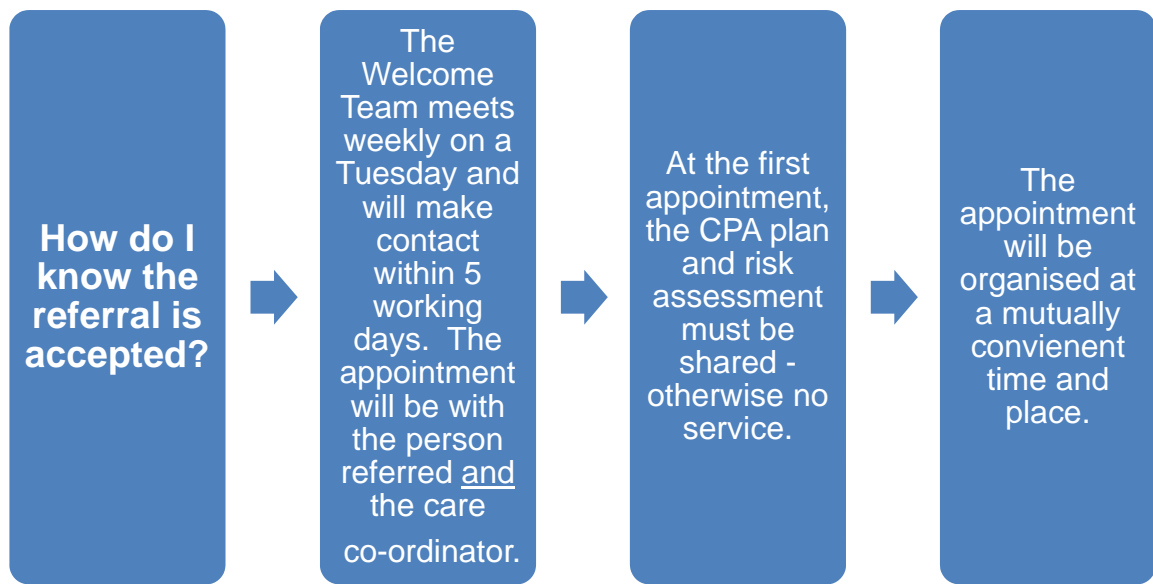 How do I
know the
referral is
accepted?
The
Welcome
Team meets
weekly on a
Tuesday and
will make
contact
within 5
working
days.  The
appointment
will be with
the person
referred and
the care
co-ordinator.
At the first
appointment,
the CPA plan
and risk
assessment
must be
shared -
otherwise no
service.
The
appointment
will be
organised at
a mutually
convienent
time and
place.